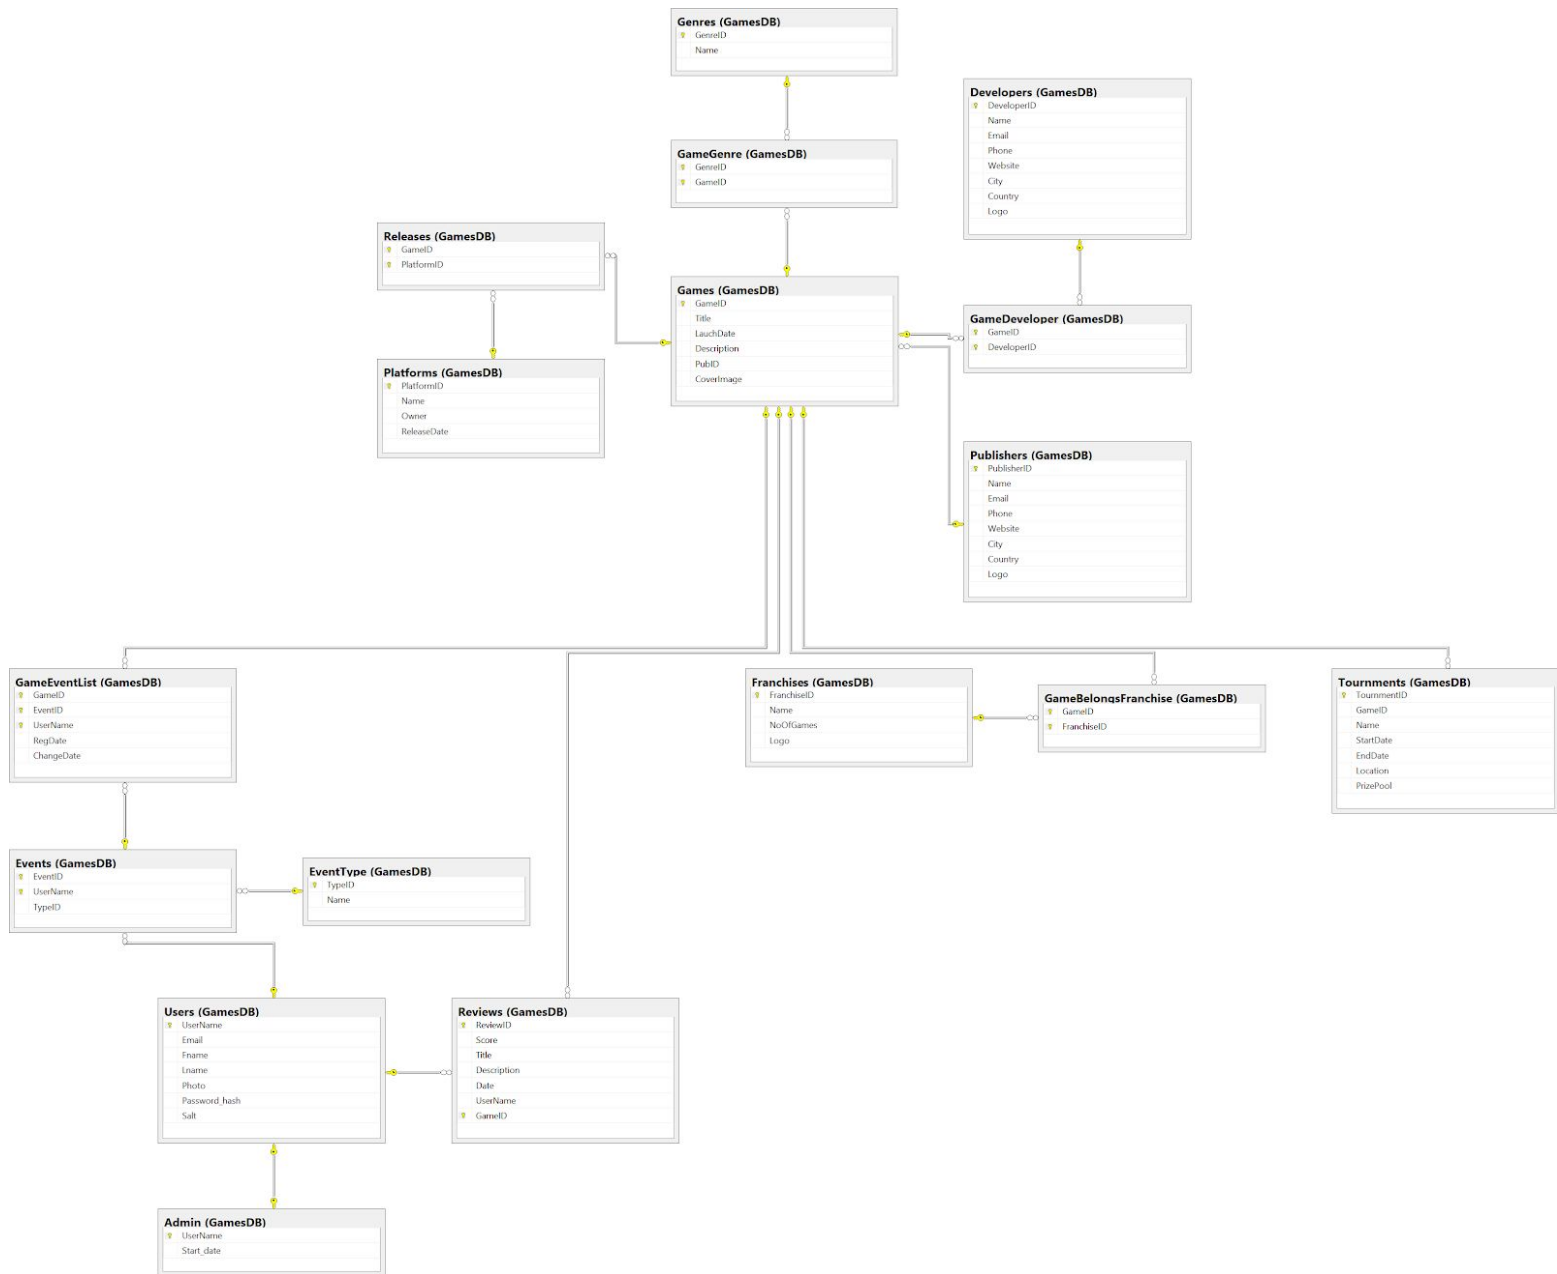 Genres (GamesDB)
GenreID
Name
Developers (GamesDB)
DeveloperID
Name
Email
Phone
Website
City
Country
Logo
GameGenre (GamesDB)
GenreID
GameID
Releases (GamesDB)
GameID
PlatformID
Games (GamesDB)
GameID
Title
LauchDate
Description
PubID
CoverImage
GameDeveloper (GamesDB)
GameID
DeveloperID
Platforms (GamesDB)
PlatformID
Name
Owner
ReleaseDate
Publishers (GamesDB)
PublisherID
Name
Email
Phone
Website
City
Country
Logo
GameEventList (GamesDB)
GameID
EventID
UserName
RegDate
ChangeDate
Franchises (GamesDB)
FranchiseID
Name
NoOfGames
Logo
GameBelongsFranchise (GamesDB)
GameID
FranchiseID
Tournments (GamesDB)
TournmentID
GameID
Name
StartDate
EndDate
Location
PrizePool
Events (GamesDB)
EventID
UserName
TypeID
EventType (GamesDB)
TypeID
Name
Users (GamesDB)
UserName
Email
Fname
Lname
Photo
Password_hash
Salt
Reviews (GamesDB)
ReviewID
Score
Title
Description
Date
UserName
GameID
Admin (GamesDB)
UserName
Start_date